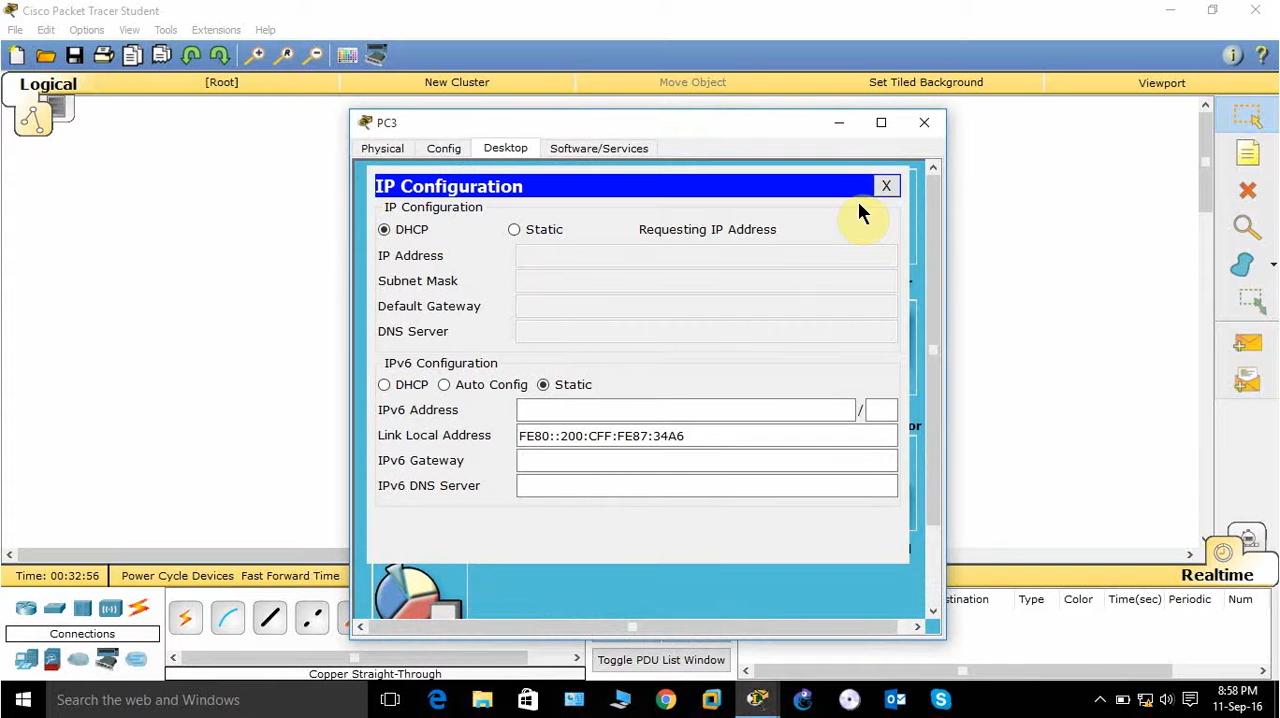 Cisco Packet Tracer Student
File Edit Options View Tools Extensions Help
Logical [Root] New Cluster Move Object Set Tiled Background Viewport
PC3
Physical Config Desktop Software/Services
IP Configuration X
IP Configuration
DHCP Static Requesting IP Address
IP Address
Subnet Mask
Default Gateway
DNS Server
IPv6 Configuration
DHCP Auto Config Static
IPv6 Address /
Link Local Address FE80::200:CFF:FE87:34A6
IPv6 Gateway
IPv6 DNS Server
Time: 00:32:56 Power Cycle Devices Fast Forward Time Realtime
Type Color Time(sec) Periodic Num
Connections
Toggle PDU List Window
Copper Straight-Through
Search the web and Windows
8:58 PM
11-Sep-16